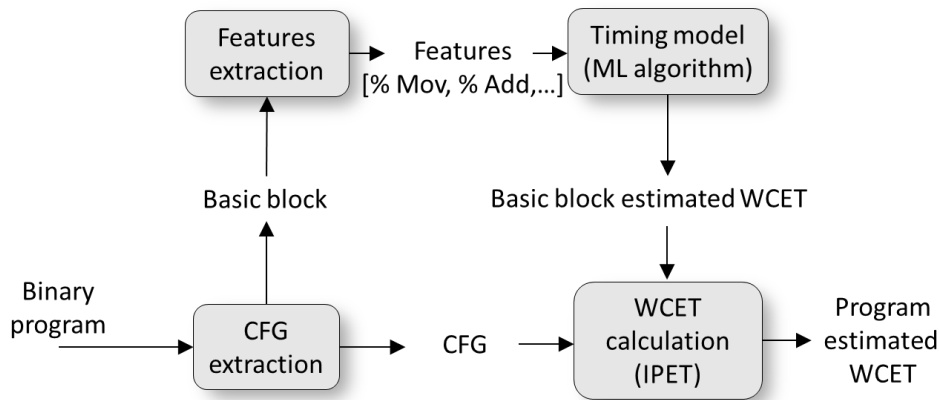 Features
extraction
Features
[% Mov, % Add,...]
Timing model
(ML algorithm)
Basic block
Basic block estimated WCET
Binary
program
CFG
extraction
CFG
WCET
calculation
(IPET)
Program
estimated
WCET